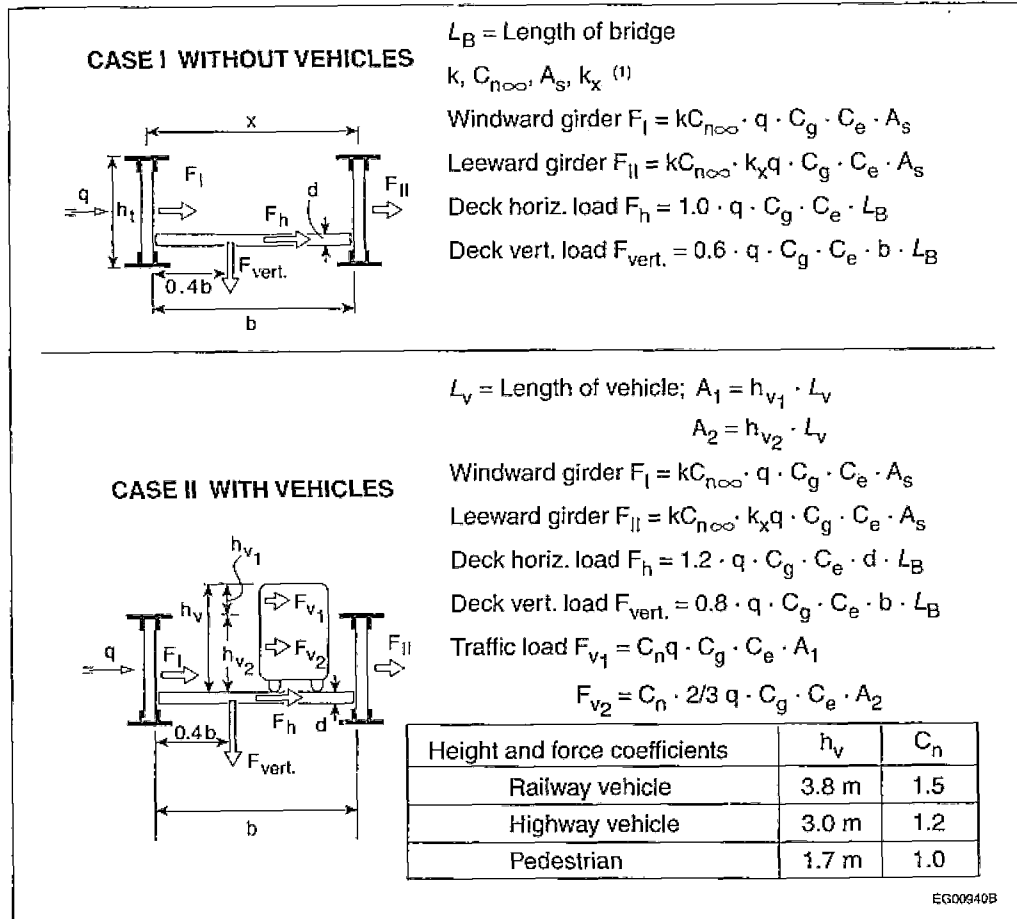 CASE I WITHOUT VEHICLES
x
q
h_t
F_I
F_h
d
F_II
F_vert.
0.4b
b
L_B = Length of bridge
k, C_n∞, A_s, k_x (1)
Windward girder F_I = kC_n∞ · q · C_g · C_e · A_s
Leeward girder F_II = kC_n∞ · k_x q · C_g · C_e · A_s
Deck horiz. load F_h = 1.0 · q · C_g · C_e · L_B
Deck vert. load F_vert. = 0.6 · q · C_g · C_e · b · L_B
CASE II WITH VEHICLES
h_v1
h_v
h_v2
F_v1
F_v2
q
F_I
F_II
F_h
d
0.4b
F_vert.
b
L_v = Length of vehicle; A_1 = h_v1 · L_v
A_2 = h_v2 · L_v
Windward girder F_I = kC_n∞ · q · C_g · C_e · A_s
Leeward girder F_II = kC_n∞ · k_x q · C_g · C_e · A_s
Deck horiz. load F_h = 1.2 · q · C_g · C_e · d · L_B
Deck vert. load F_vert. = 0.8 · q · C_g · C_e · b · L_B
Traffic load F_v1 = C_n q · C_g · C_e · A_1
F_v2 = C_n · 2/3 q · C_g · C_e · A_2
Height and force coefficients h_v C_n
Railway vehicle 3.8 m 1.5
Highway vehicle 3.0 m 1.2
Pedestrian 1.7 m 1.0
EG00940B